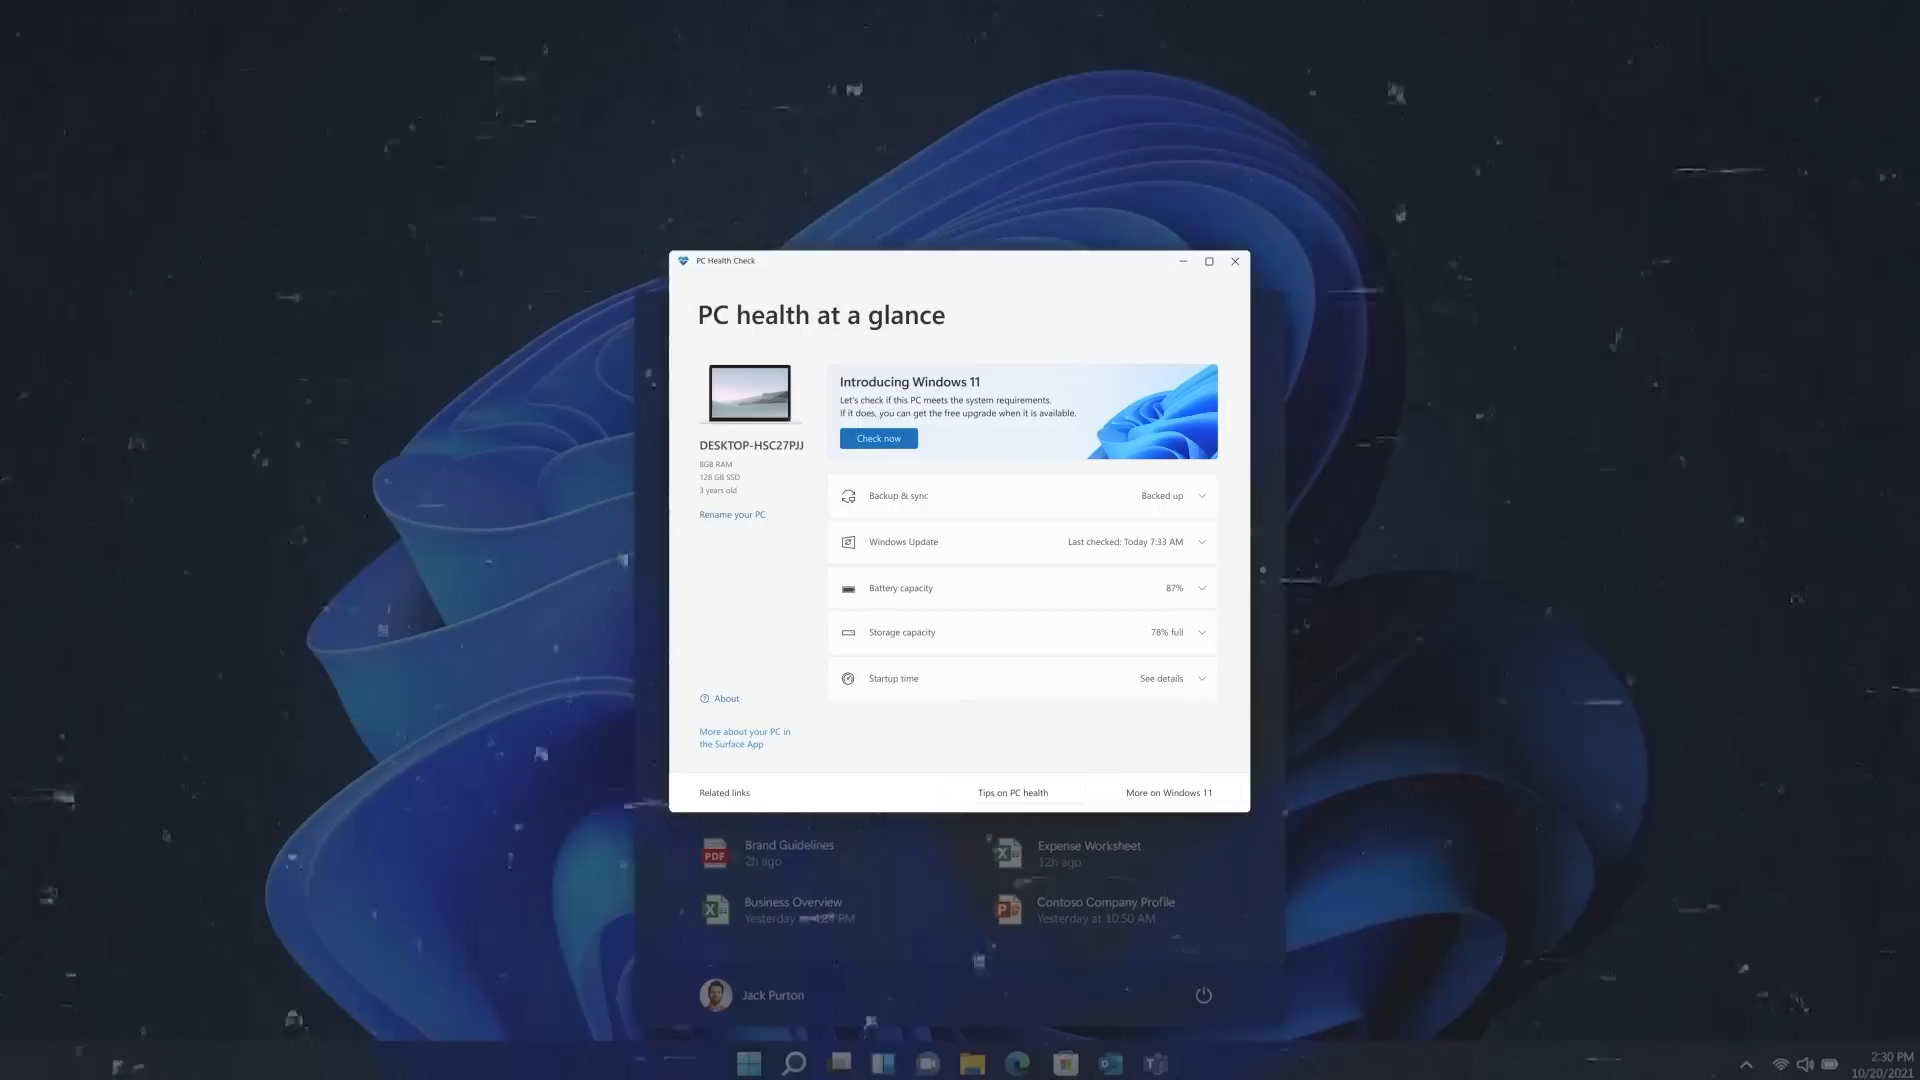 PC Health Check
PC health at a glance
DESKTOP-HSC27PJJ
8GB RAM
128 GB SSD
3 years old
Rename your PC
About
More about your PC in
the Surface App
Introducing Windows 11
Let's check if this PC meets the system requirements.
If it does, you can get the free upgrade when it is available.
Check now
Backup & sync
Backed up
Windows Update
Last checked: Today 7:33 AM
Battery capacity
87%
Storage capacity
78% full
Startup time
See details
Related links
Tips on PC health
More on Windows 11
PDF
Brand Guidelines
2h ago
Expense Worksheet
12h ago
Business Overview
Yesterday 4:24 PM
Contoso Company Profile
Yesterday at 10:50 AM
Jack Purton
2:30 PM
10/20/2021